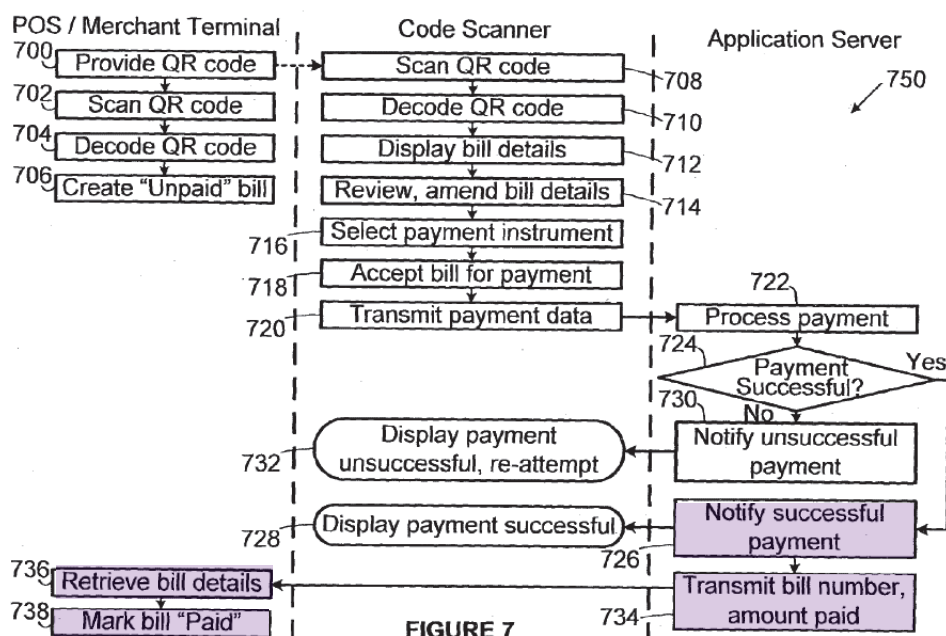 POS / Merchant Terminal
Code Scanner
Application Server
700
Provide QR code
Scan QR code
708
750
702
Scan QR code
Decode QR code
710
704
Decode QR code
Display bill details
712
706
Create “Unpaid” bill
Review, amend bill details
714
716
Select payment instrument
718
Accept bill for payment
722
720
Transmit payment data
Process payment
724
Payment
Successful?
Yes
730
No
732
Display payment
unsuccessful, re-attempt
Notify unsuccessful
payment
728
Display payment successful
Notify successful
payment
726
736
Retrieve bill details
Transmit bill number,
amount paid
734
738
Mark bill “Paid”
FIGURE 7